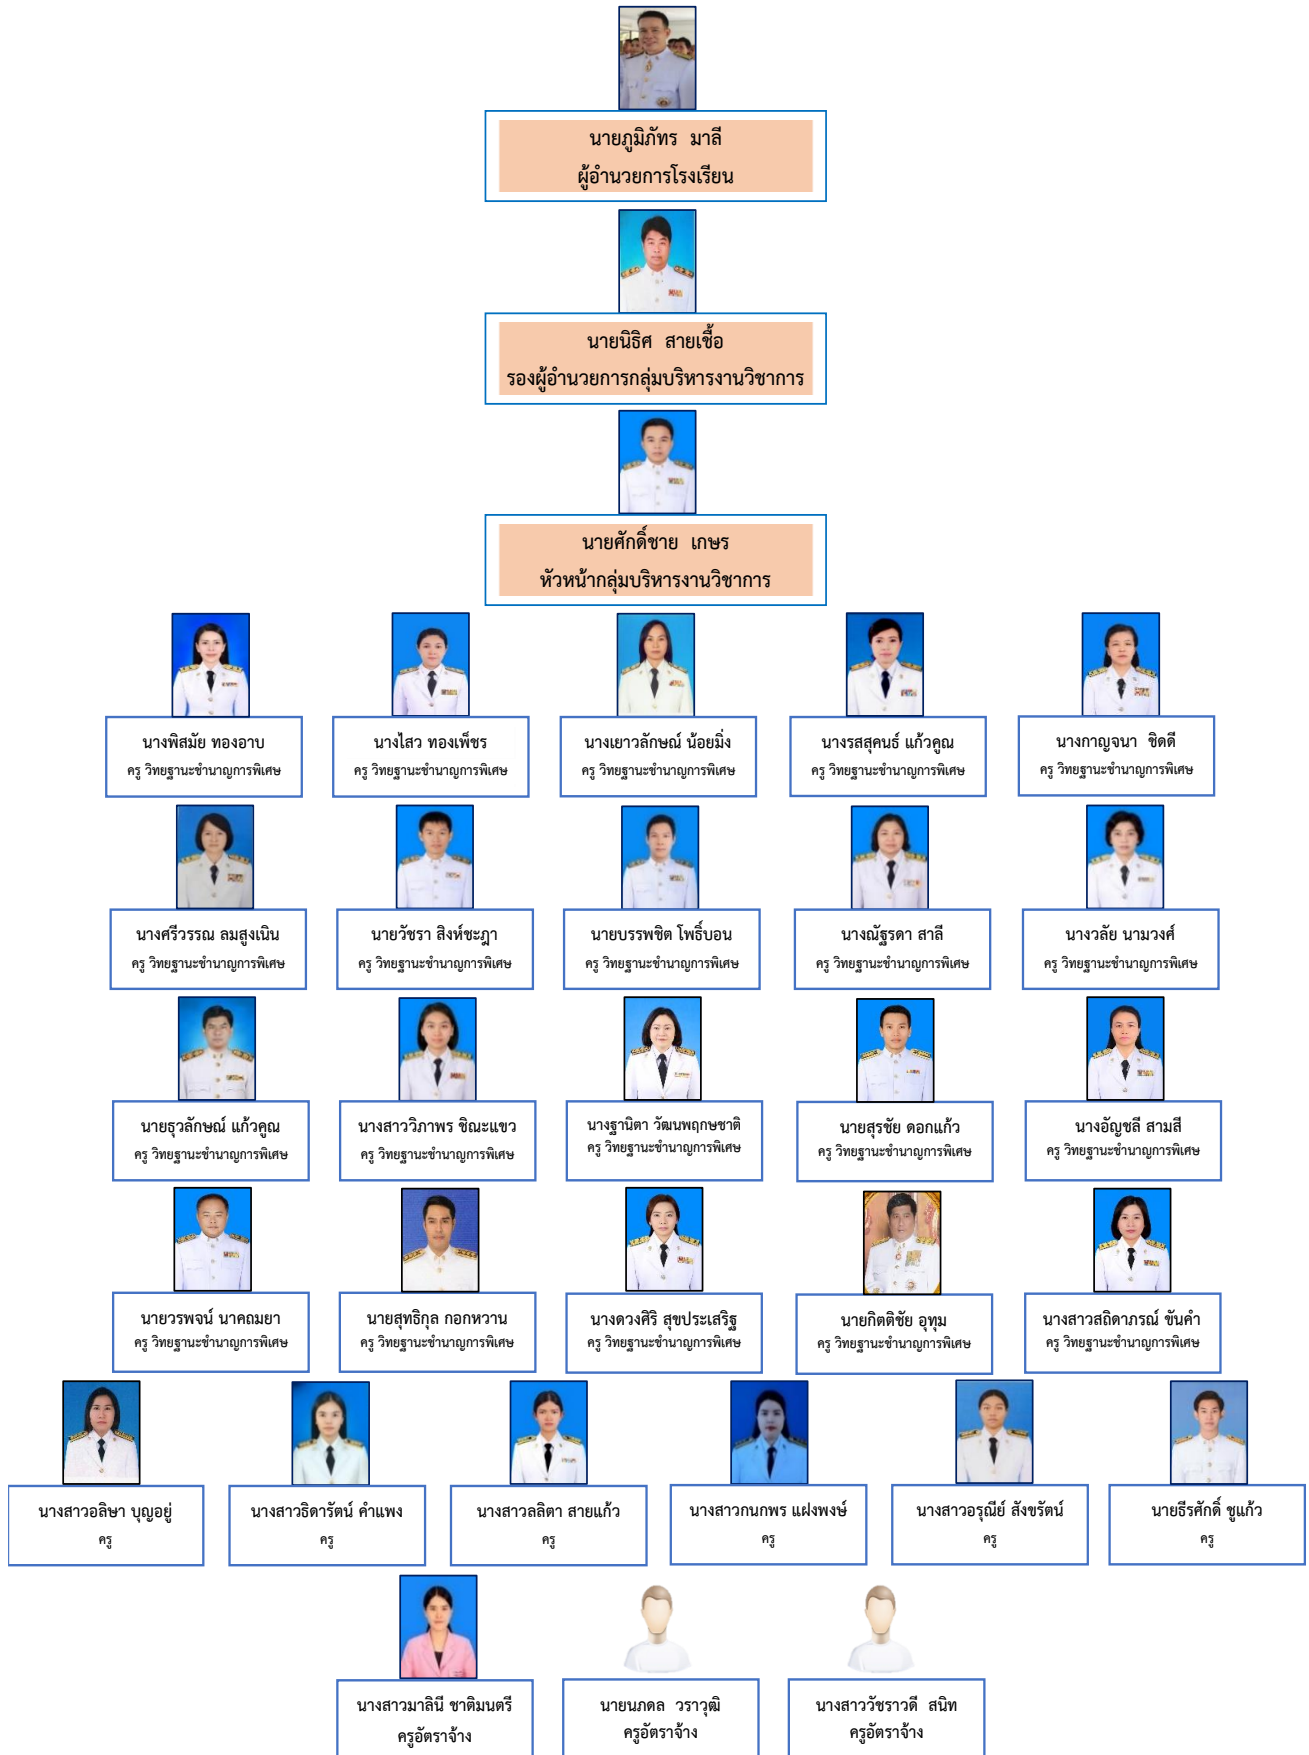 นายภูมิภัทร  มาลี
ผู้อำนวยการโรงเรียน
นายนิธิศ  สายเชื้อ
รองผู้อำนวยการกลุ่มบริหารงานวิชาการ
นายศักดิ์ชาย  เกษร
หัวหน้ากลุ่มบริหารงานวิชาการ
นางพิสมัย ทองอาบ
ครู วิทยฐานะชำนาญการพิเศษ
นางไสว ทองเพ็ชร
ครู วิทยฐานะชำนาญการพิเศษ
นางเยาวลักษณ์ น้อยมิ่ง
ครู วิทยฐานะชำนาญการพิเศษ
นางรสสุคนธ์ แก้วคูณ
ครู วิทยฐานะชำนาญการพิเศษ
นางกาญจนา  ชิดดี
ครู วิทยฐานะชำนาญการพิเศษ
นางศรีวรรณ ลมสูงเนิน
ครู วิทยฐานะชำนาญการพิเศษ
นายวัชรา สิงห์ชะฎา
ครู วิทยฐานะชำนาญการพิเศษ
นายบรรพชิต โพธิ์บอน
ครู วิทยฐานะชำนาญการพิเศษ
นางณัฐรดา สาลี
ครู วิทยฐานะชำนาญการพิเศษ
นางวลัย นามวงศ์
ครู วิทยฐานะชำนาญการพิเศษ
นายธุวลักษณ์ แก้วคูณ
ครู วิทยฐานะชำนาญการพิเศษ
นางสาววิภาพร ชิณะแขว
ครู วิทยฐานะชำนาญการพิเศษ
นางฐานิตา วัฒนพฤกษชาติ
ครู วิทยฐานะชำนาญการพิเศษ
นายสุรชัย ดอกแก้ว
ครู วิทยฐานะชำนาญการพิเศษ
นางอัญชลี สามสี
ครู วิทยฐานะชำนาญการพิเศษ
นายวรพจน์ นาคถมยา
ครู วิทยฐานะชำนาญการพิเศษ
นายสุทธิกุล กอกหวาน
ครู วิทยฐานะชำนาญการพิเศษ
นางดวงศิริ สุขประเสริฐ
ครู วิทยฐานะชำนาญการพิเศษ
นายกิตติชัย อุทุม
ครู วิทยฐานะชำนาญการพิเศษ
นางสาวสถิดาภรณ์ ขันคำ
ครู วิทยฐานะชำนาญการพิเศษ
นางสาวอลิษา บุญอยู่
ครู
นางสาวธิดารัตน์ คำแพง
ครู
นางสาวลลิตา สายแก้ว
ครู
นางสาวกนกพร แฝงพงษ์
ครู
นางสาวอรุณีย์ สังขรัตน์
ครู
นายธีรศักดิ์ ชูแก้ว
ครู
นางสาวมาลินี ชาติมนตรี
ครูอัตราจ้าง
นายนภดล  วราวุฒิ
ครูอัตราจ้าง
นางสาววัชราวดี  สนิท
ครูอัตราจ้าง